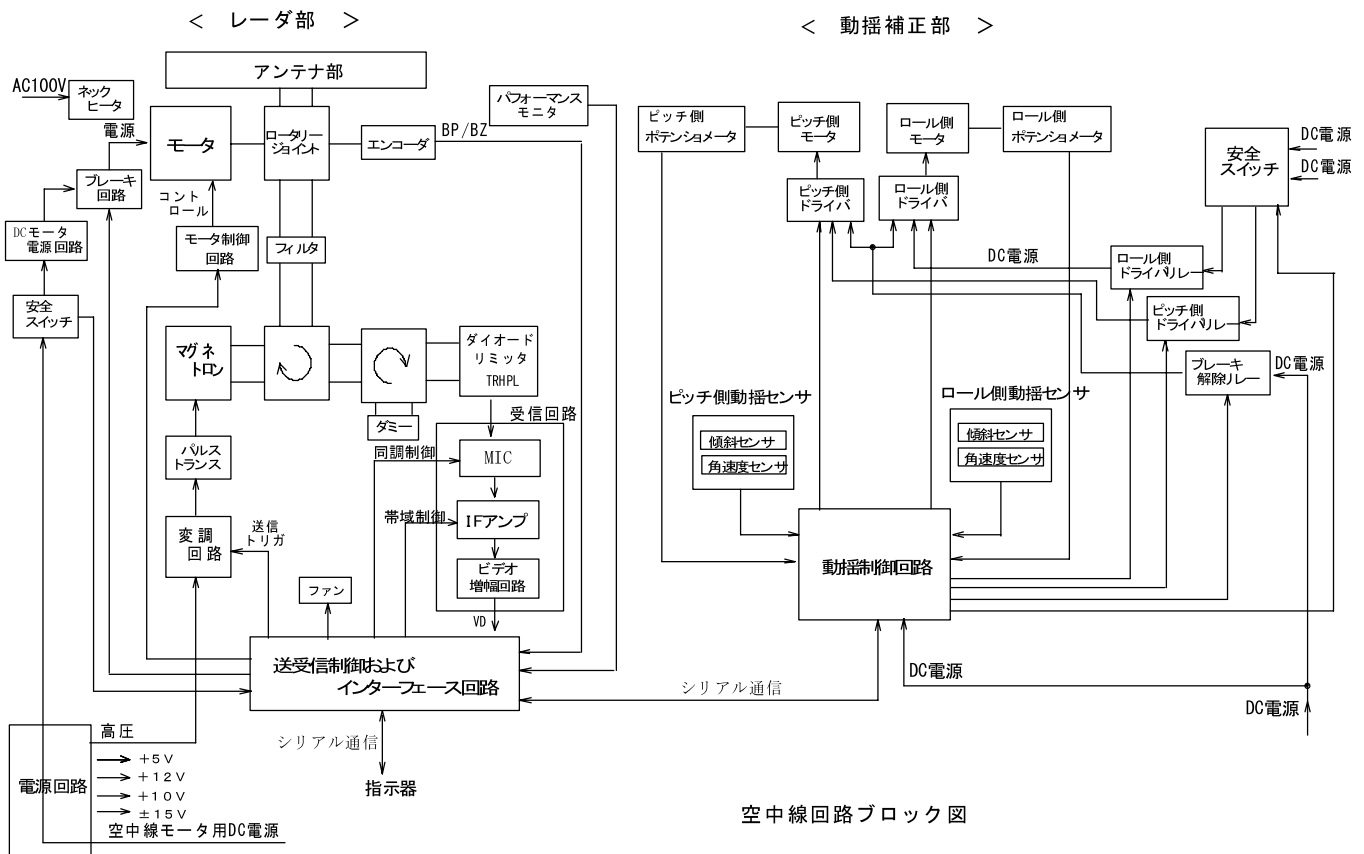 ＜ レーダ部 ＞
＜ 動揺補正部 ＞
アンテナ部
AC100V
ネック
ヒータ
電源
モータ
ロータリー
ジョイント
エンコーダ
BP/BZ
パフォーマンス
モニタ
ブレーキ
回路
コント
ロール
DCモータ
電源回路
モータ制御
回路
フィルタ
安全
スイッチ
マグネ
トロン
ダイオード
リミッタ
TRHPL
ダミー
受信回路
パルス
トランス
同調制御
MIC
帯域制御
IFアンプ
変調
回路
送信
トリガ
ビデオ
増幅回路
ファン
VD
送受信制御および
インターフェース回路
シリアル通信
指示器
高圧
電源回路
+5V
+12V
+10V
±15V
空中線モータ用DC電源
ピッチ側
ポテンショメータ
ピッチ側
モータ
ロール側
モータ
ロール側
ポテンショメータ
安全
スイッチ
DC電源
DC電源
ピッチ側
ドライバ
ロール側
ドライバ
DC電源
ロール側
ドライバリレー
ピッチ側
ドライバリレー
ブレーキ
解除リレー
DC電源
ピッチ側動揺センサ
傾斜センサ
角速度センサ
ロール側動揺センサ
傾斜センサ
角速度センサ
動揺制御回路
シリアル通信
DC電源
DC電源
空中線回路ブロック図